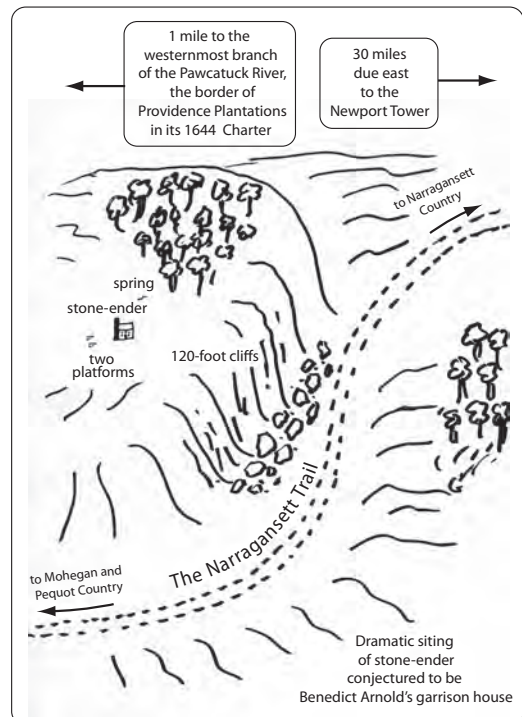 1 mile to the
westernmost branch
of the Pawcatuck River,
the border of
Providence Plantations
in its 1644 Charter
30 miles
due east
to the
Newport Tower
to Narragansett
Country
spring
stone-ender
two
platforms
120-foot cliffs
The Narragansett Trail
to Mohegan and
Pequot Country
Dramatic siting
of stone-ender
conjectured to be
Benedict Arnold's garrison house